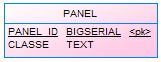 PANEL
PANEL_ID BIGSERIAL <pk>
CLASSE TEXT